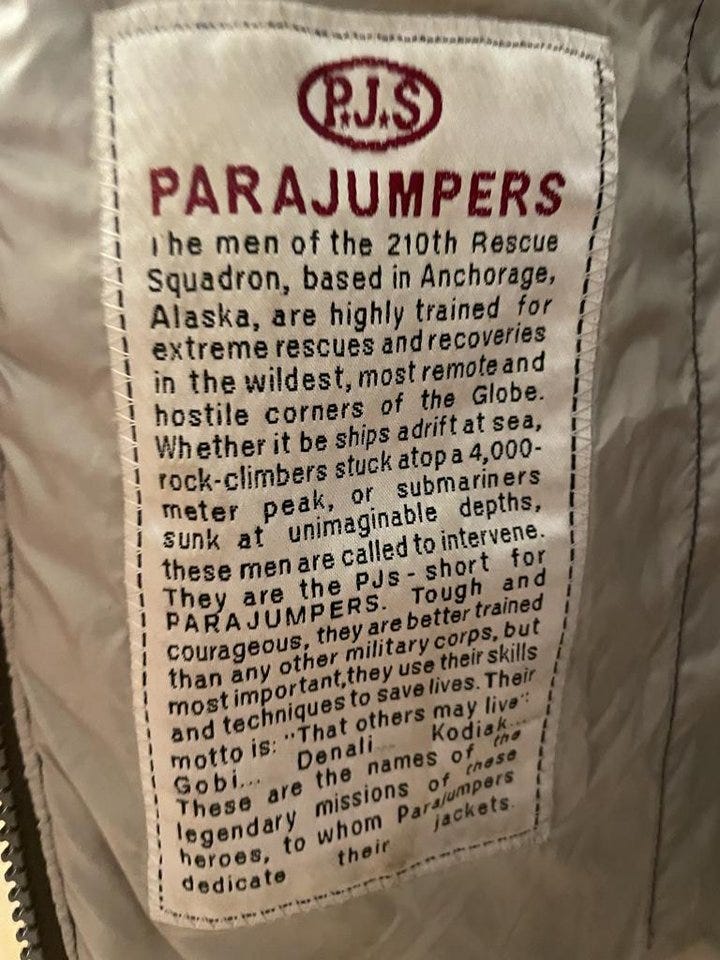 P.J.S
PARAJUMPERS
The men of the 210th Rescue
Squadron, based in Anchorage,
Alaska, are highly trained for
extreme rescues and recoveries
in the wildest, most remote and
hostile corners of the Globe.
Whether it be ships adrift at sea,
rock-climbers stuck atop a 4,000-
meter peak, or submariners
sunk at unimaginable depths,
these men are called to intervene.
They are the PJs - short for
PARAJUMPERS. Tough and
courageous, they are better trained
than any other military corps, but
most important,they use their skills
and techniques to save lives. Their
motto is: "That others may live":
Gobi... Denali... Kodiak...
These are the names of the
legendary missions of these
heroes, to whom Parajumpers
dedicate their jackets.